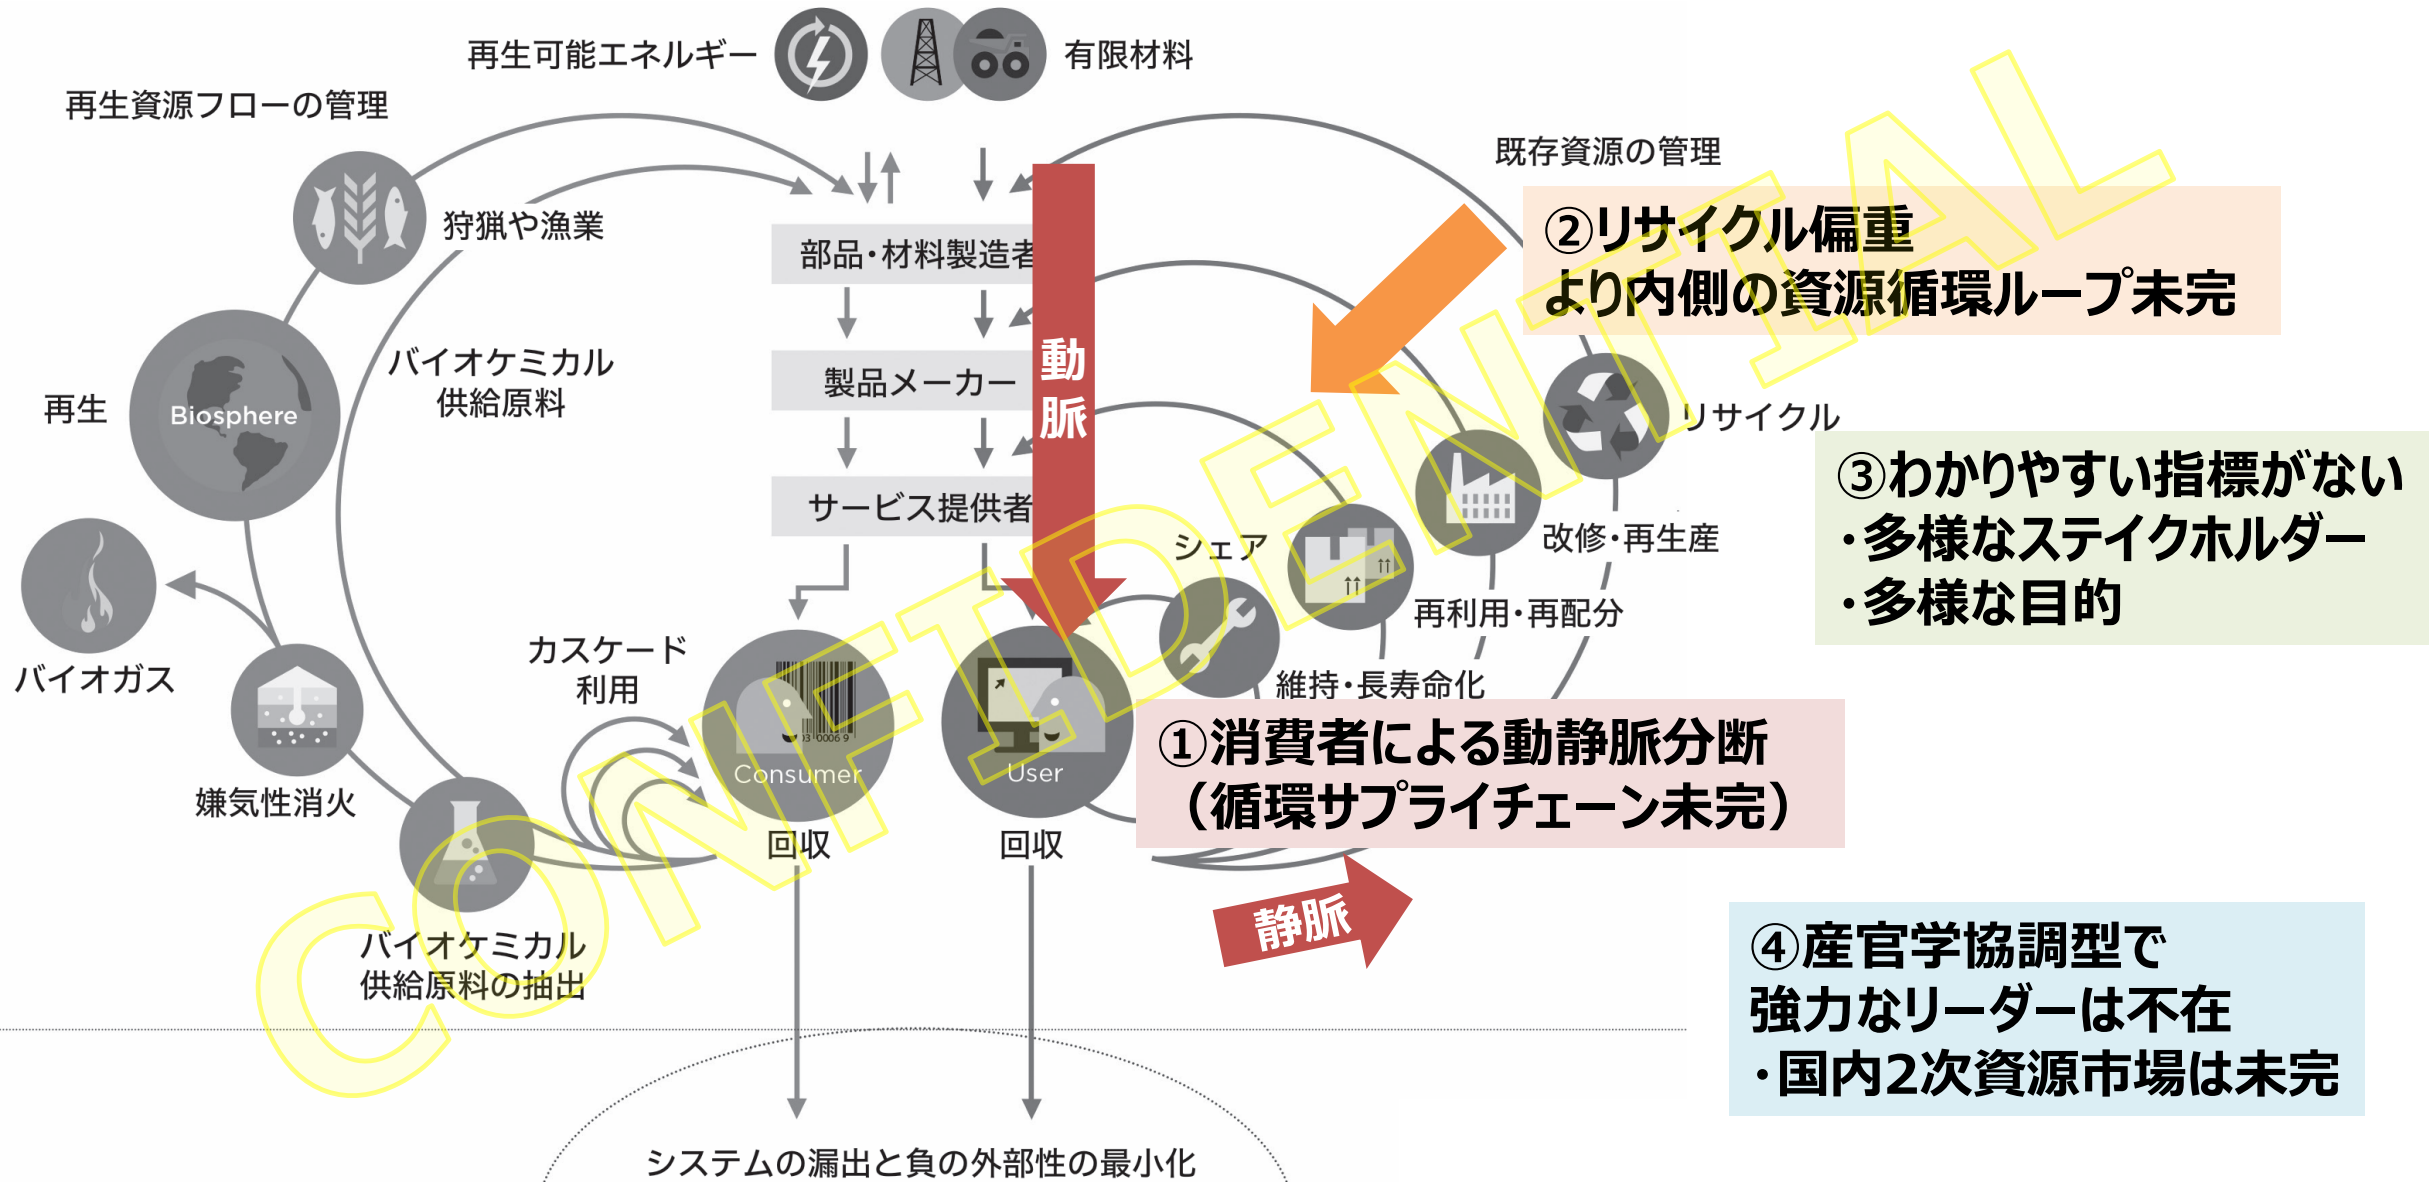 再生可能エネルギー
有限材料
再生資源フローの管理
既存資源の管理
狩猟や漁業
②リサイクル偏重
より内側の資源循環ループ未完
部品・材料製造者
バイオケミカル
供給原料
製品メーカー
動脈
再生
Biosphere
リサイクル
③わかりやすい指標がない
・多様なステイクホルダー
・多様な目的
サービス提供者
シェア
改修・再生産
再利用・再配分
維持・長寿命化
バイオガス
カスケード
利用
03 00069
Consumer
User
①消費者による動静脈分断
（循環サプライチェーン未完）
嫌気性消火
回収
回収
静脈
バイオケミカル
供給原料の抽出
④産官学協調型で
強力なリーダーは不在
・国内2次資源市場は未完
システムの漏出と負の外部性の最小化
CONFIDENTIAL